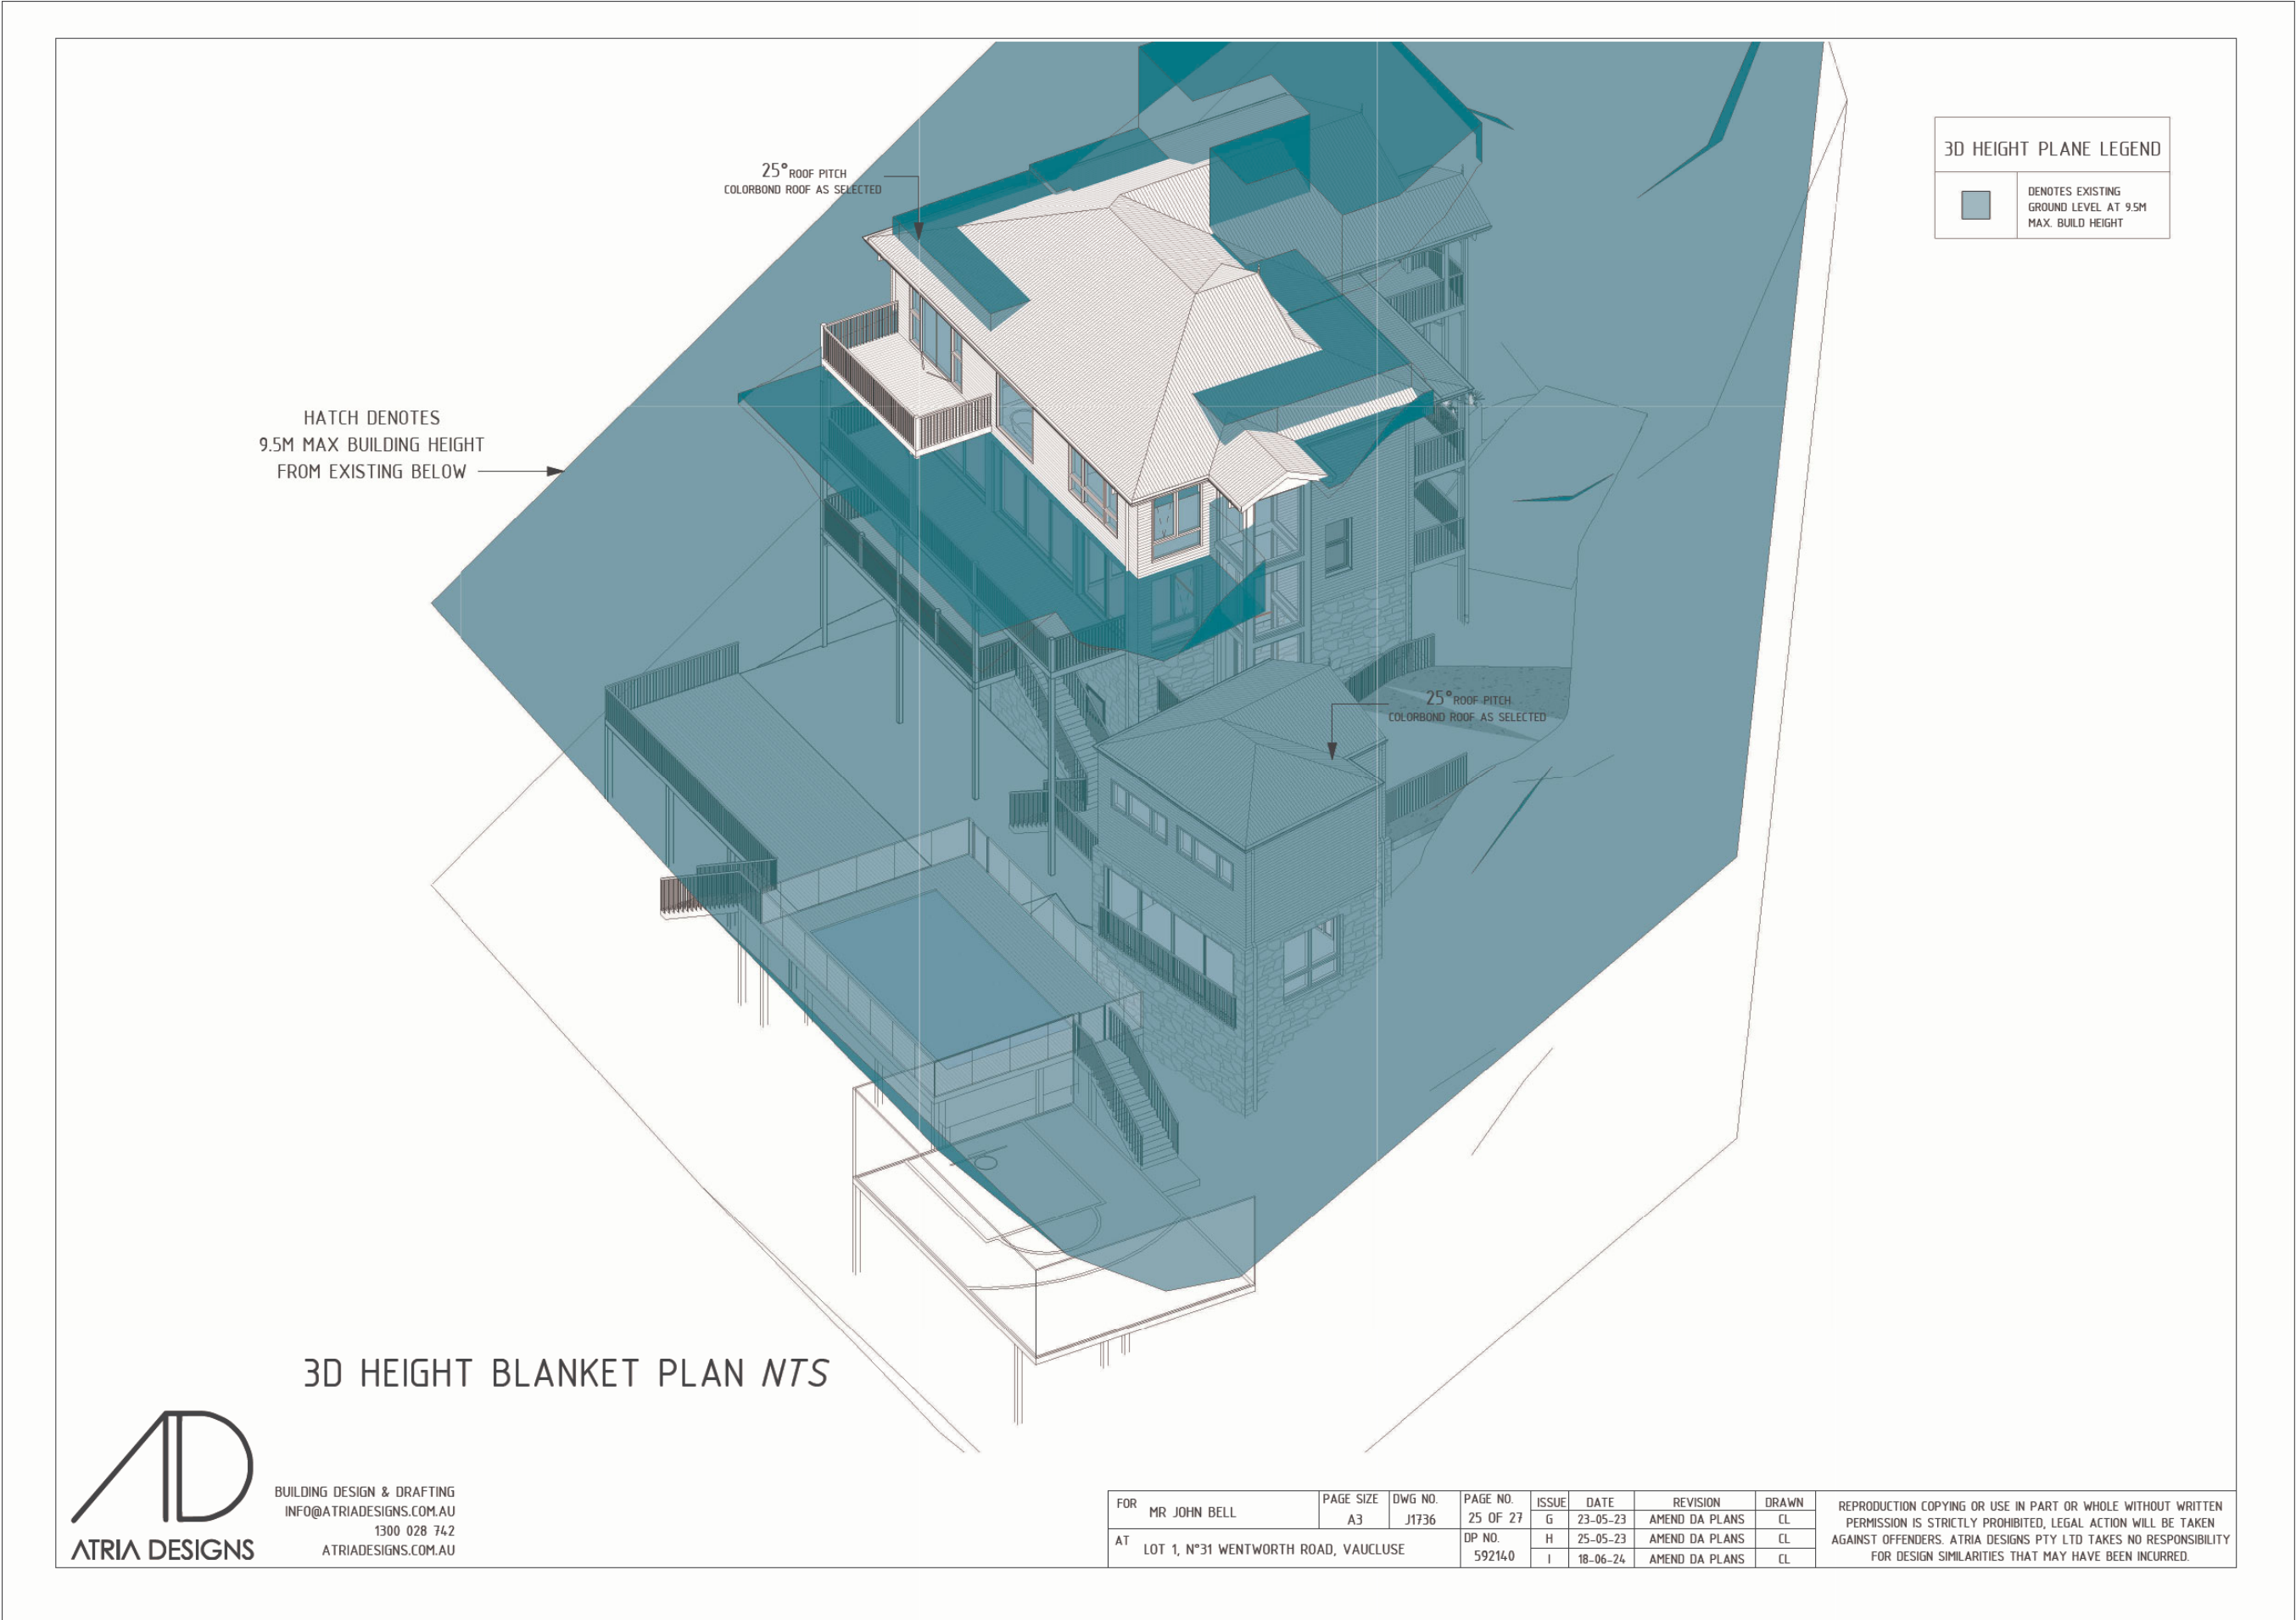 25° ROOF PITCH
COLORBOND ROOF AS SELECTED
3D HEIGHT PLANE LEGEND
DENOTES EXISTING
GROUND LEVEL AT 9.5M
MAX. BUILD HEIGHT
HATCH DENOTES
9.5M MAX BUILDING HEIGHT
FROM EXISTING BELOW
25° ROOF PITCH
COLORBOND ROOF AS SELECTED
3D HEIGHT BLANKET PLAN NTS
AD
ATRIA DESIGNS
BUILDING DESIGN & DRAFTING
INFO@ATRIADESIGNS.COM.AU
1300 028 742
ATRIADESIGNS.COM.AU
FOR MR JOHN BELL
PAGE SIZE
A3
DWG NO.
J1736
PAGE NO.
25 OF 27
AT LOT 1, N°31 WENTWORTH ROAD, VAUCLUSE
DP NO.
592140
ISSUE DATE REVISION DRAWN
G 23-05-23 AMEND DA PLANS CL
H 25-05-23 AMEND DA PLANS CL
I 18-06-24 AMEND DA PLANS CL
REPRODUCTION COPYING OR USE IN PART OR WHOLE WITHOUT WRITTEN
PERMISSION IS STRICTLY PROHIBITED, LEGAL ACTION WILL BE TAKEN
AGAINST OFFENDERS. ATRIA DESIGNS PTY LTD TAKES NO RESPONSIBILITY
FOR DESIGN SIMILARITIES THAT MAY HAVE BEEN INCURRED.